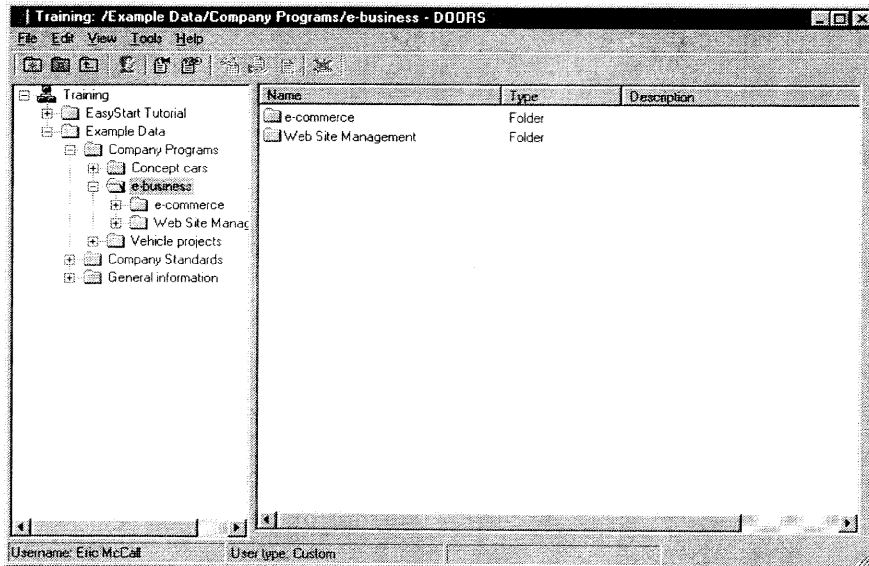 Training: /Example Data/Company Programs/e-business - DOORS
File Edit View Tools Help
Training
EasyStart Tutorial
Example Data
Company Programs
Concept cars
e-business
e-commerce
Web Site Manag
Vehicle projects
Company Standards
General information
Name Type Description
e-commerce Folder
Web Site Management Folder
Username: Eric McCall User type: Custom